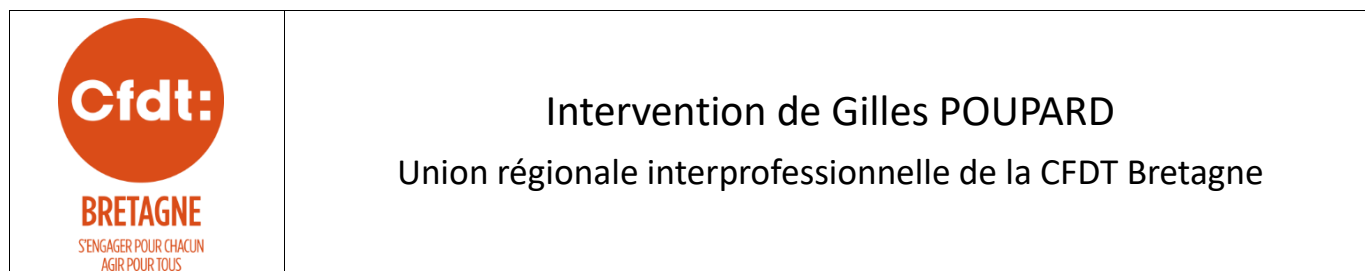 Cfdt:
BRETAGNE
S'ENGAGER POUR CHACUN
AGIR POUR TOUS
Intervention de Gilles POUPARD
Union régionale interprofessionnelle de la CFDT Bretagne